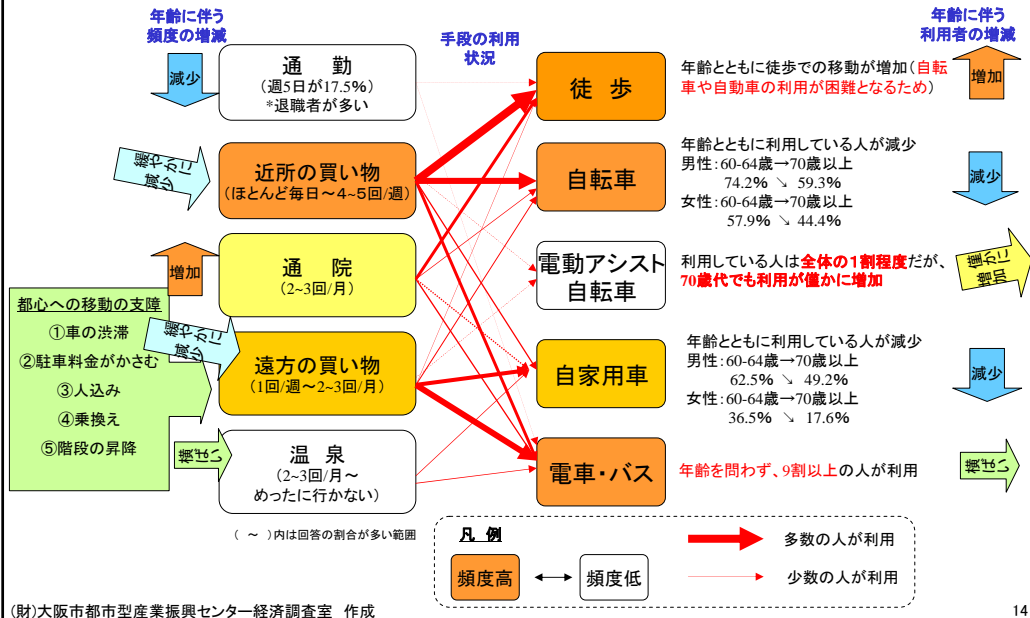 年齢に伴う
頻度の増減
手段の利用
状況
年齢に伴う
利用者の増減
減少
通 勤
(週5日が17.5%)
*退職者が多い
徒 歩
年齢とともに徒歩での移動が増加(自転
車や自動車の利用が困難となるため)
増加
緩やかに
減少
近所の買い物
(ほとんど毎日~4~5回/週)
自転車
年齢とともに利用している人が減少
男性:60-64歳→70歳以上
74.2% ↘ 59.3%
女性:60-64歳→70歳以上
57.9% ↘ 44.4%
減少
増加
通 院
(2~3回/月)
電動アシスト
自転車
利用している人は全体の1割程度だが、
70歳代でも利用が僅かに増加
僅かに
増加
都心への移動の支障
①車の渋滞
②駐車料金がかさむ
③人込み
④乗換え
⑤階段の昇降
緩やかに
減少
遠方の買い物
(1回/週~2~3回/月)
自家用車
年齢とともに利用している人が減少
男性:60-64歳→70歳以上
62.5% ↘ 49.2%
女性:60-64歳→70歳以上
36.5% ↘ 17.6%
減少
横ばい
温 泉
(2~3回/月~
めったに行かない)
電車・バス
年齢を問わず、9割以上の人が利用
横ばい
( ~ )内は回答の割合が多い範囲
凡 例
頻度高
頻度低
多数の人が利用
少数の人が利用
(財)大阪市都市型産業振興センター経済調査室 作成
14